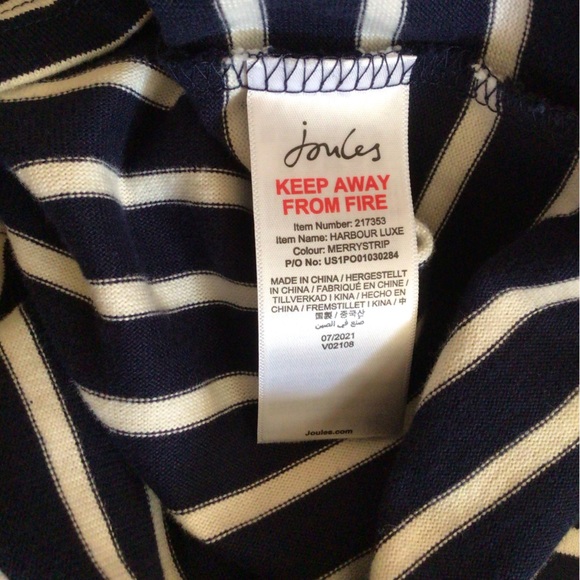 Joules
KEEP AWAY
FROM FIRE
Item Number: 217353
Item Name: HARBOUR LUXE
Colour: MERRYSTRIP
P/O No: US1PO01030284
MADE IN CHINA / HERGESTELLT
IN CHINA / FABRIQUÉ EN CHINE /
TILLVERKAD I KINA / HECHO EN
CHINA / FREMSTILLET I KINA / 中
国製 / 중국산
صنع في الصين
07/2021
V02108
Joules.com